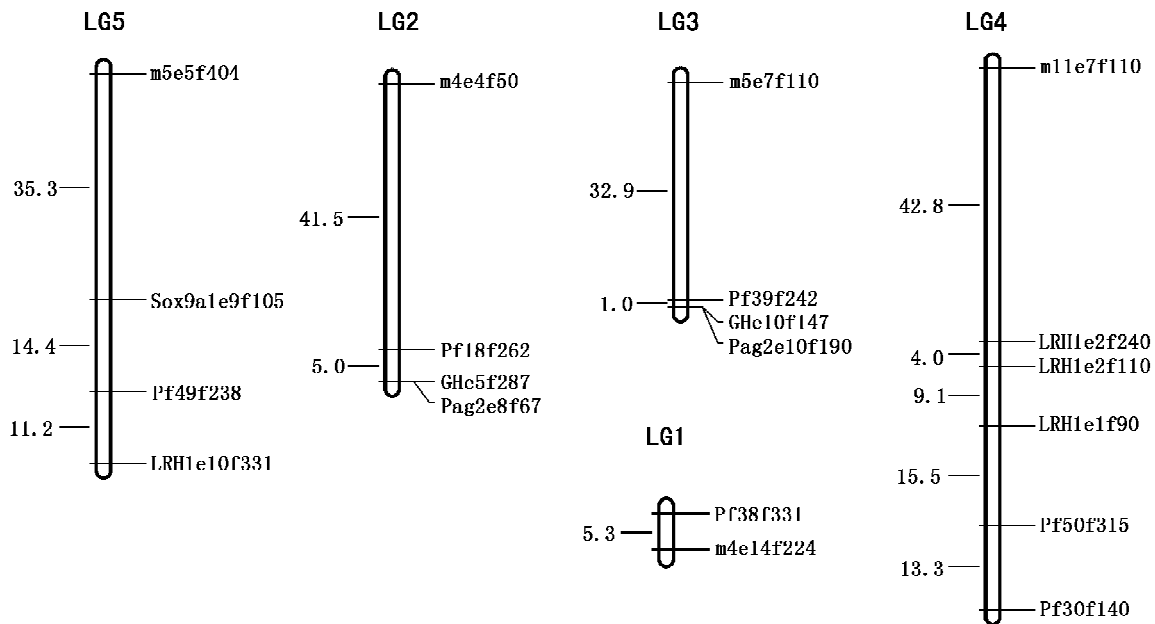 LG5
m5e5f404
35.3
Sox9a1e9f105
14.4
Pf49f238
11.2
LRH1e10f331
LG2
m4e4f50
41.5
Pf18f262
5.0
GHc5f287
Pag2e8f67
LG3
m5e7f110
32.9
Pf39f242
1.0
GHc10f147
Pag2e10f190
LG1
Pf38f331
5.3
m4e14f224
LG4
m11e7f110
42.8
LRH1e2f240
4.0
LRH1e2f110
9.1
LRH1e1f90
15.5
Pf50f315
13.3
Pf30f140